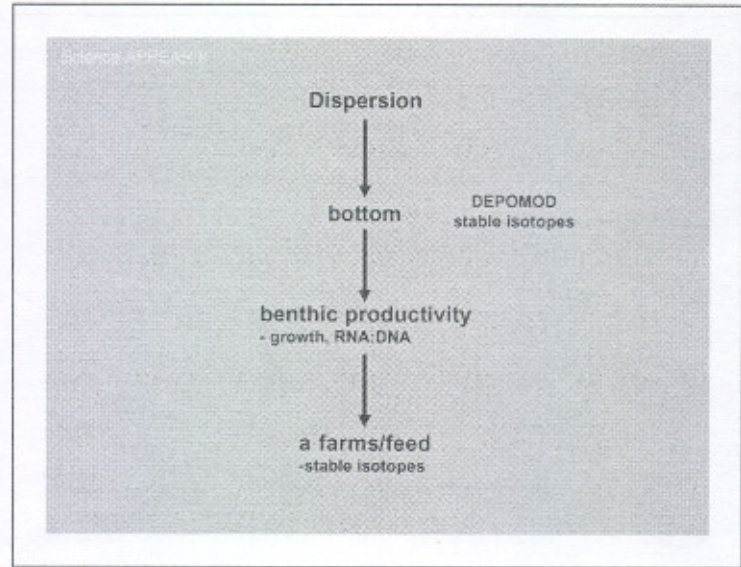 Dispersion
bottom
DEPOMOD
stable isotopes
benthic productivity
- growth, RNA:DNA
a farms/feed
-stable isotopes